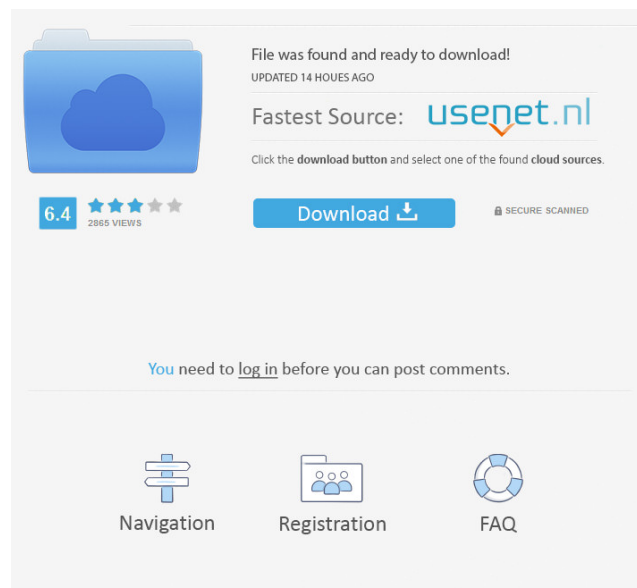 File was found and ready to download!
UPDATED 14 HOUES AGO
Fastest Source: usenet.nl
Click the download button and select one of the found cloud sources.
6.4
2865 VIEWS
Download
SECURE SCANNED
You need to log in before you can post comments.
Navigation
Registration
FAQ